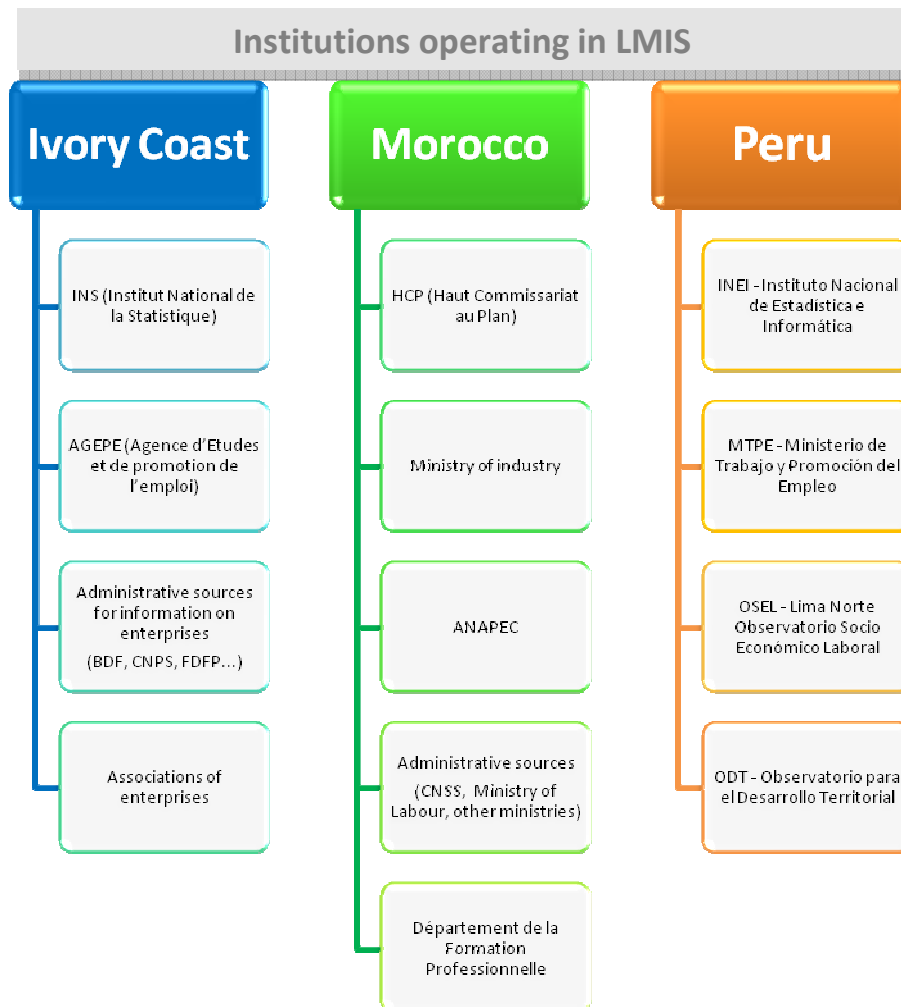 Institutions operating in LMIS
Ivory Coast
INS (Institut National de
la Statistique)
AGEPE (Agence d'Etudes
et de promotion de
l'emploi)
Administrative sources
for information on
enterprises
(BDF, CNPS, FDFP...)
Associations of
enterprises
Morocco
HCP (Haut Commissariat
au Plan)
Ministry of industry
ANAPEC
Administrative sources
(CNSS, Ministry of
Labour, other ministries)
Département de la
Formation
Professionnelle
Peru
INEI - Instituto Nacional
de Estadística e
Informática
MTPE - Ministerio de
Trabajo y Promoción del
Empleo
OSEL - Lima Norte
Observatorio Socio
Económico Laboral
ODT - Observatorio para
el Desarrollo Territorial